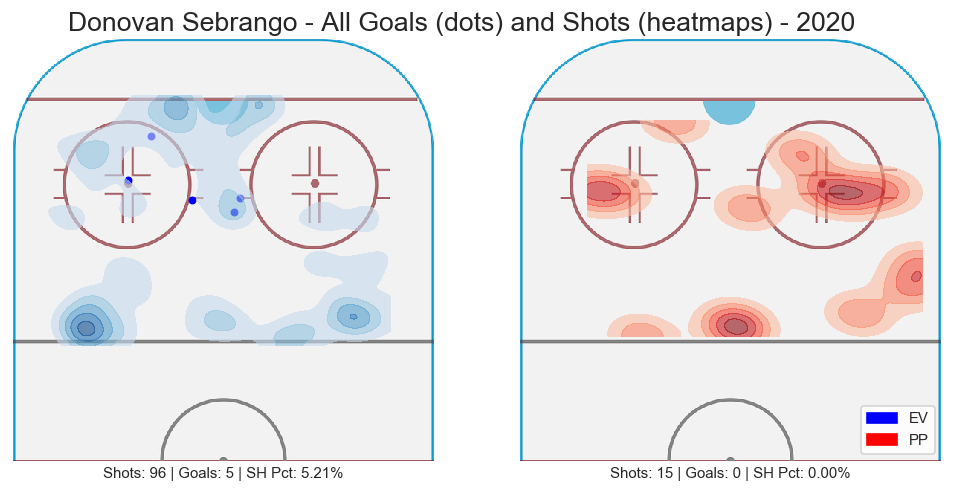 Donovan Sebrango - All Goals (dots) and Shots (heatmaps) - 2020
EV
PP
Shots: 96 | Goals: 5 | SH Pct: 5.21%
Shots: 15 | Goals: 0 | SH Pct: 0.00%